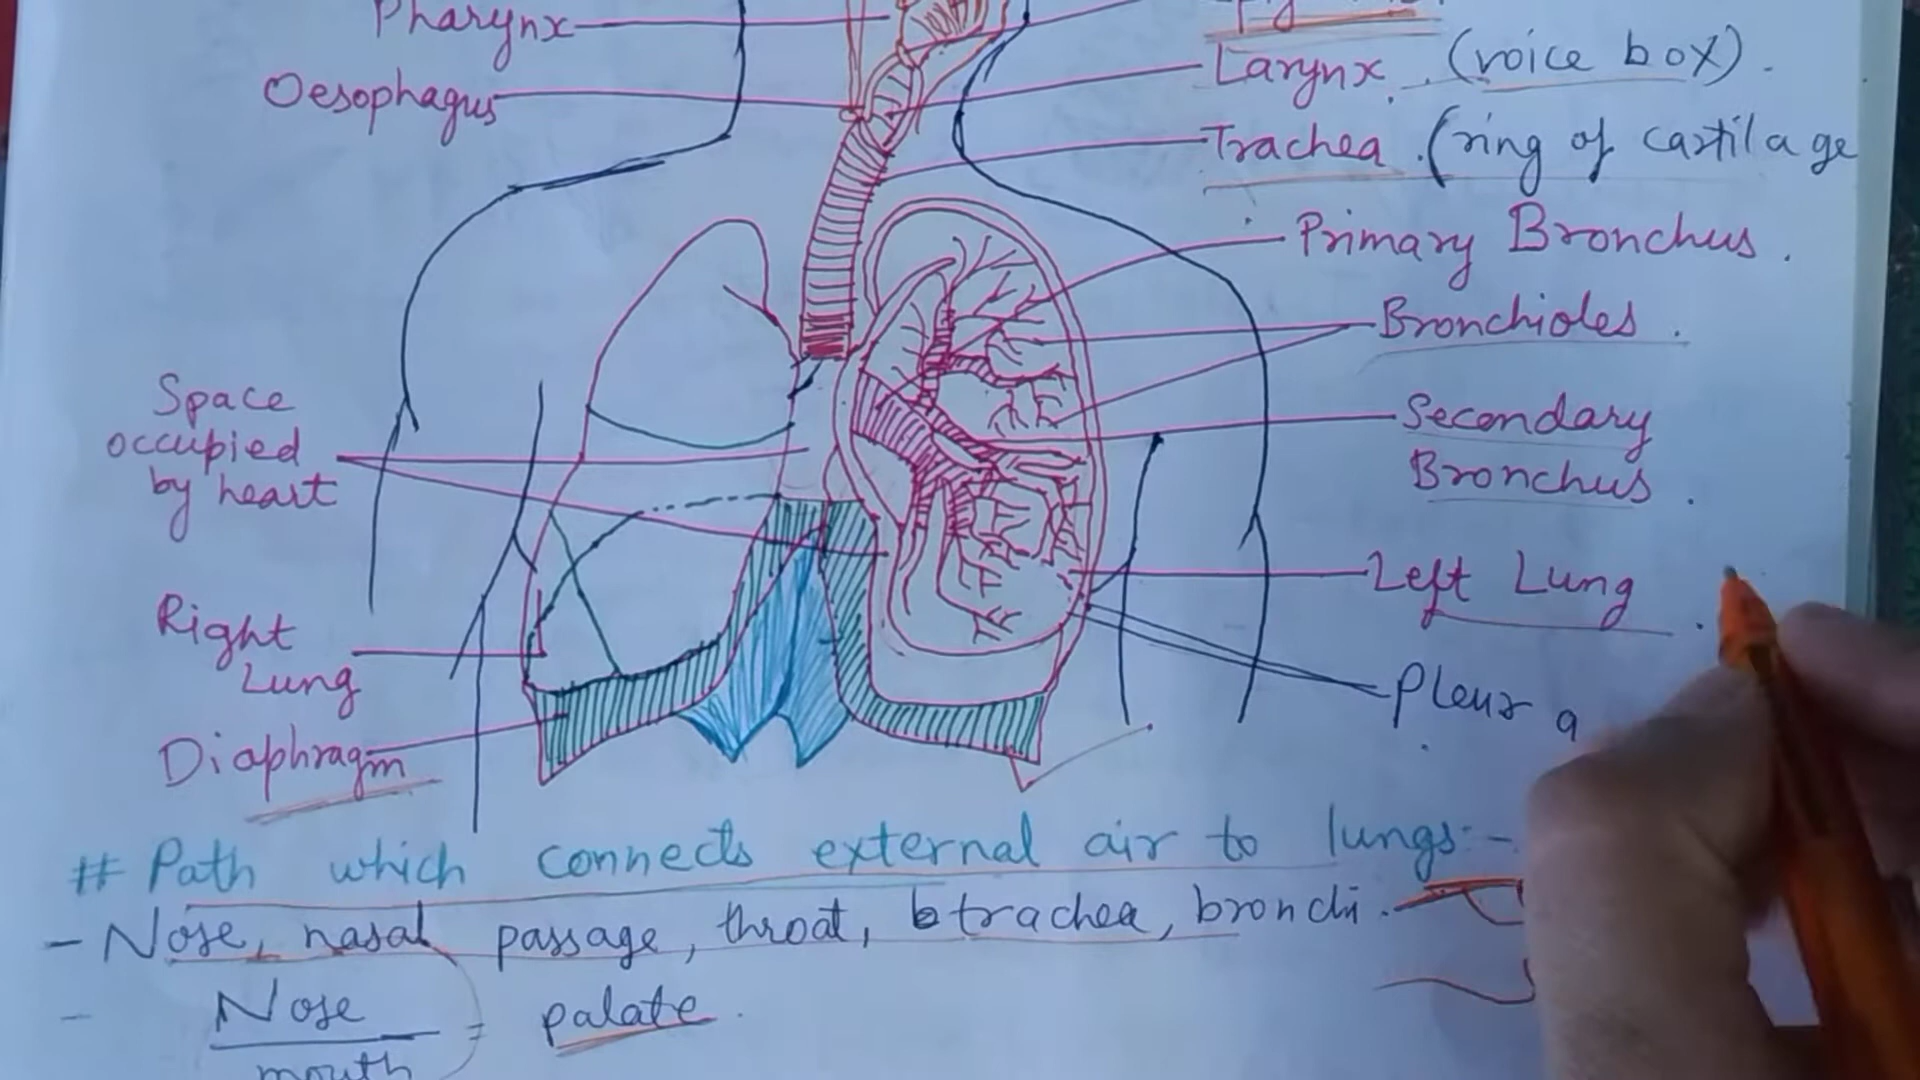 Pharynx
Oesophagus
Larynx. (voice box).
Trachea. (ring of cartilage
Primary Bronchus.
Bronchioles.
Space
occupied
by heart
Secondary
Bronchus.
Right
Lung
Left Lung.
Diaphragm
Pleura
# Path which connects external air to lungs:-
- Nose, nasal passage, throat, b trachea, bronchi.
- Nose = palate.
mouth